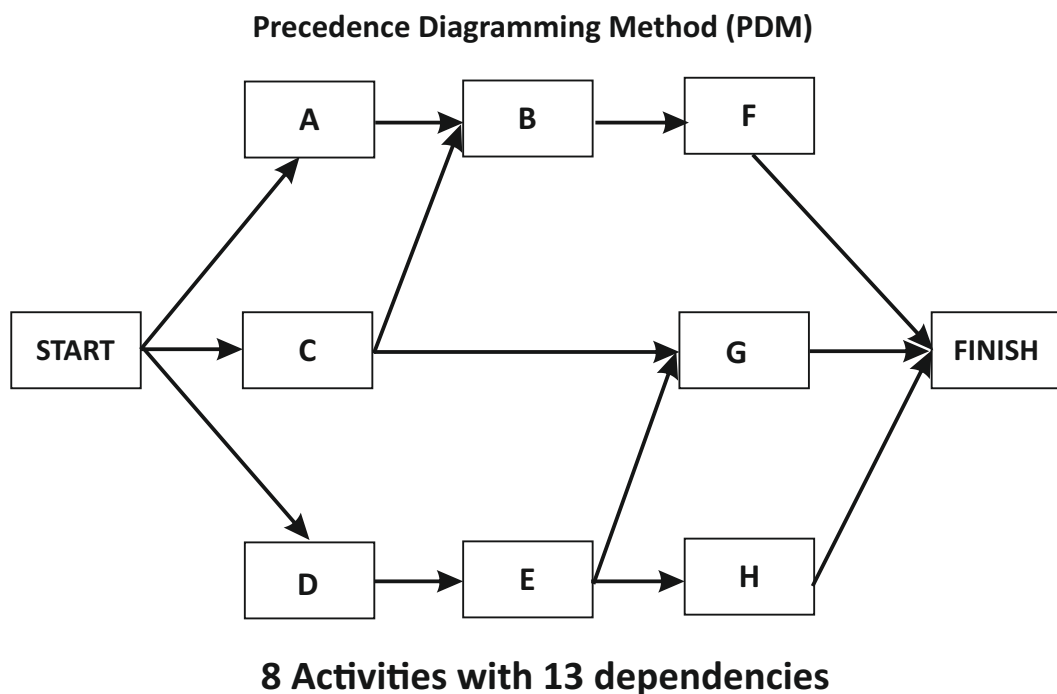 Precedence Diagramming Method (PDM)
A
B
F
START
C
G
FINISH
D
E
H
8 Activities with 13 dependencies